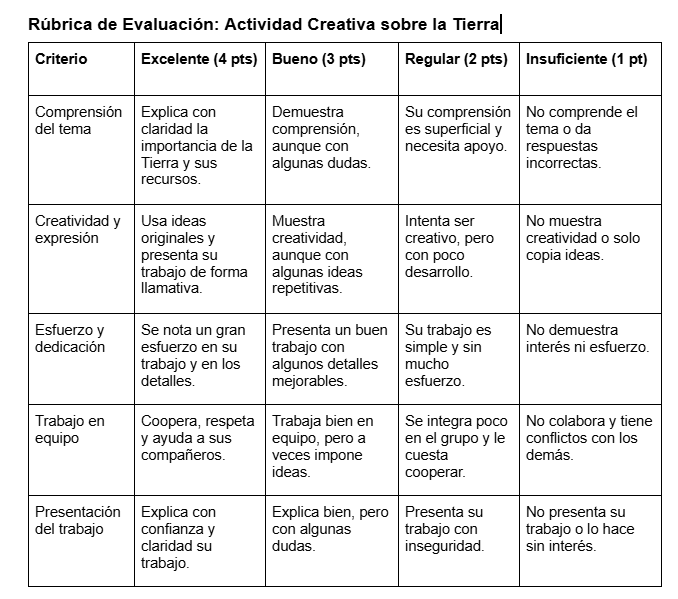 Rúbrica de Evaluación: Actividad Creativa sobre la Tierra
Criterio
Excelente (4 pts)
Bueno (3 pts)
Regular (2 pts)
Insuficiente (1 pt)
Comprensión
del tema
Explica con
claridad la
importancia de la
Tierra y sus
recursos.
Demuestra
comprensión,
aunque con
algunas dudas.
Su comprensión
es superficial y
necesita apoyo.
No comprende el
tema o da
respuestas
incorrectas.
Creatividad y
expresión
Usa ideas
originales y
presenta su
trabajo de forma
llamativa.
Muestra
creatividad,
aunque con
algunas ideas
repetitivas.
Intenta ser
creativo, pero
con poco
desarrollo.
No muestra
creatividad o solo
copia ideas.
Esfuerzo y
dedicación
Se nota un gran
esfuerzo en su
trabajo y en los
detalles.
Presenta un buen
trabajo con
algunos detalles
mejorables.
Su trabajo es
simple y sin
mucho
esfuerzo.
No demuestra
interés ni esfuerzo.
Trabajo en
equipo
Coopera, respeta
y ayuda a sus
compañeros.
Trabaja bien en
equipo, pero a
veces impone
ideas.
Se integra poco
en el grupo y le
cuesta
cooperar.
No colabora y tiene
conflictos con los
demás.
Presentación
del trabajo
Explica con
confianza y
claridad su
trabajo.
Explica bien, pero
con algunas
dudas.
Presenta su
trabajo con
inseguridad.
No presenta su
trabajo o lo hace
sin interés.